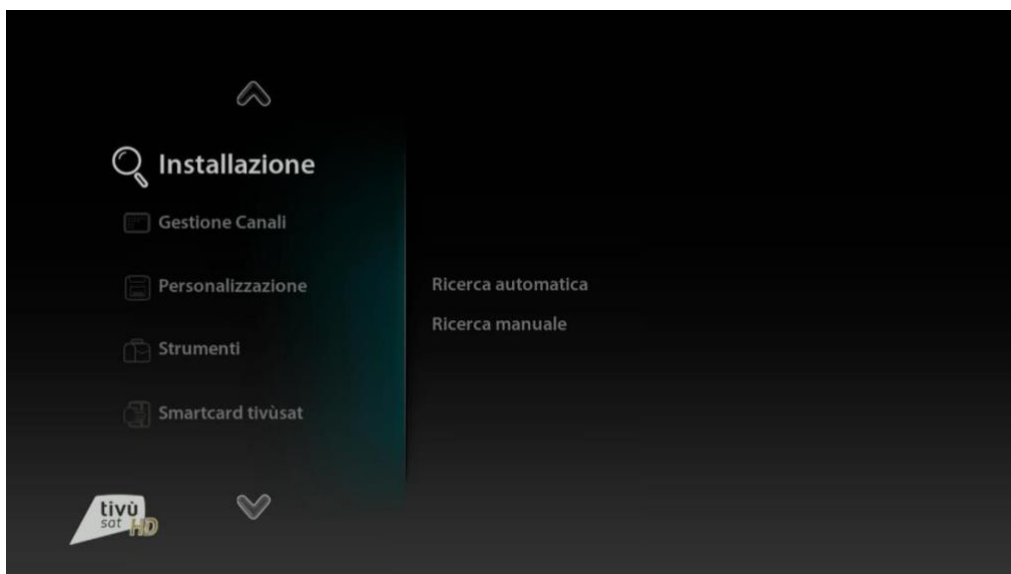 Installazione
Gestione Canali
Personalizzazione
Ricerca automatica
Ricerca manuale
Strumenti
Smartcard tivùsat
tivù
sat HD